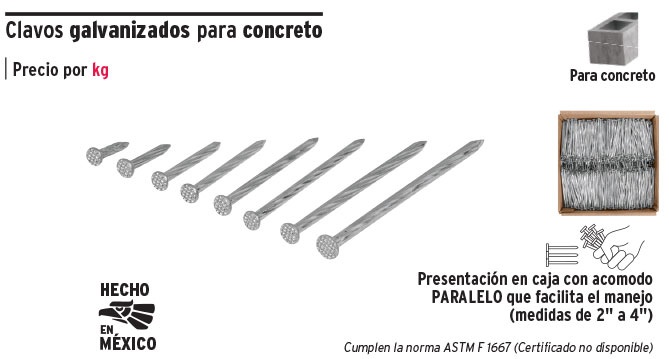 Clavos galvanizados para concreto
Precio por kg
Para concreto
HECHO
EN
MÉXICO
Presentación en caja con acomodo
PARALELO que facilita el manejo
(medidas de 2" a 4")
Cumplen la norma ASTM F 1667 (Certificado no disponible)